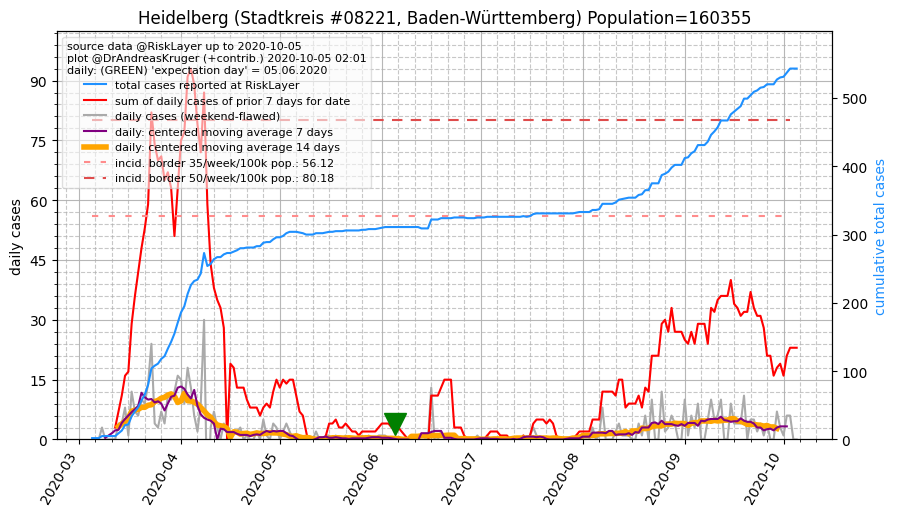 Heidelberg (Stadtkreis #08221, Baden-Württemberg) Population=160355
source data @RiskLayer up to 2020-10-05
plot @DrAndreasKruger (+contrib.) 2020-10-05 02:01
daily: (GREEN) 'expectation day' = 05.06.2020
total cases reported at RiskLayer
sum of daily cases of prior 7 days for date
daily cases (weekend-flawed)
daily: centered moving average 7 days
daily: centered moving average 14 days
incid. border 35/week/100k pop.: 56.12
incid. border 50/week/100k pop.: 80.18
daily cases
90
75
60
45
30
15
0
cumulative total cases
500
400
300
200
100
0
2020-03
2020-04
2020-05
2020-06
2020-07
2020-08
2020-09
2020-10